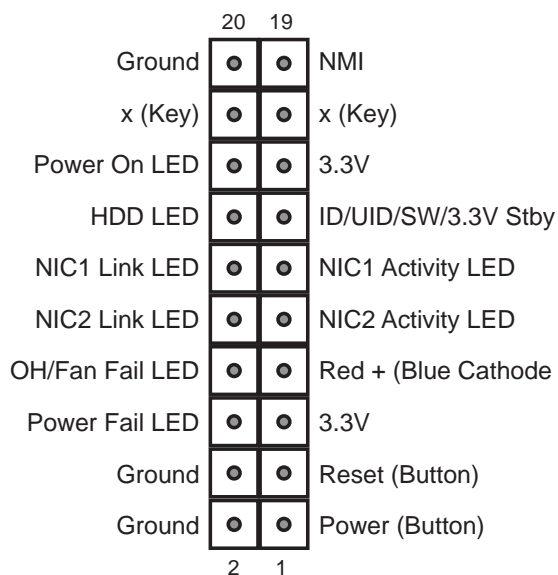 20 19
Ground NMI
x (Key) x (Key)
Power On LED 3.3V
HDD LED ID/UID/SW/3.3V Stby
NIC1 Link LED NIC1 Activity LED
NIC2 Link LED NIC2 Activity LED
OH/Fan Fail LED Red + (Blue Cathode
Power Fail LED 3.3V
Ground Reset (Button)
Ground Power (Button)
2 1